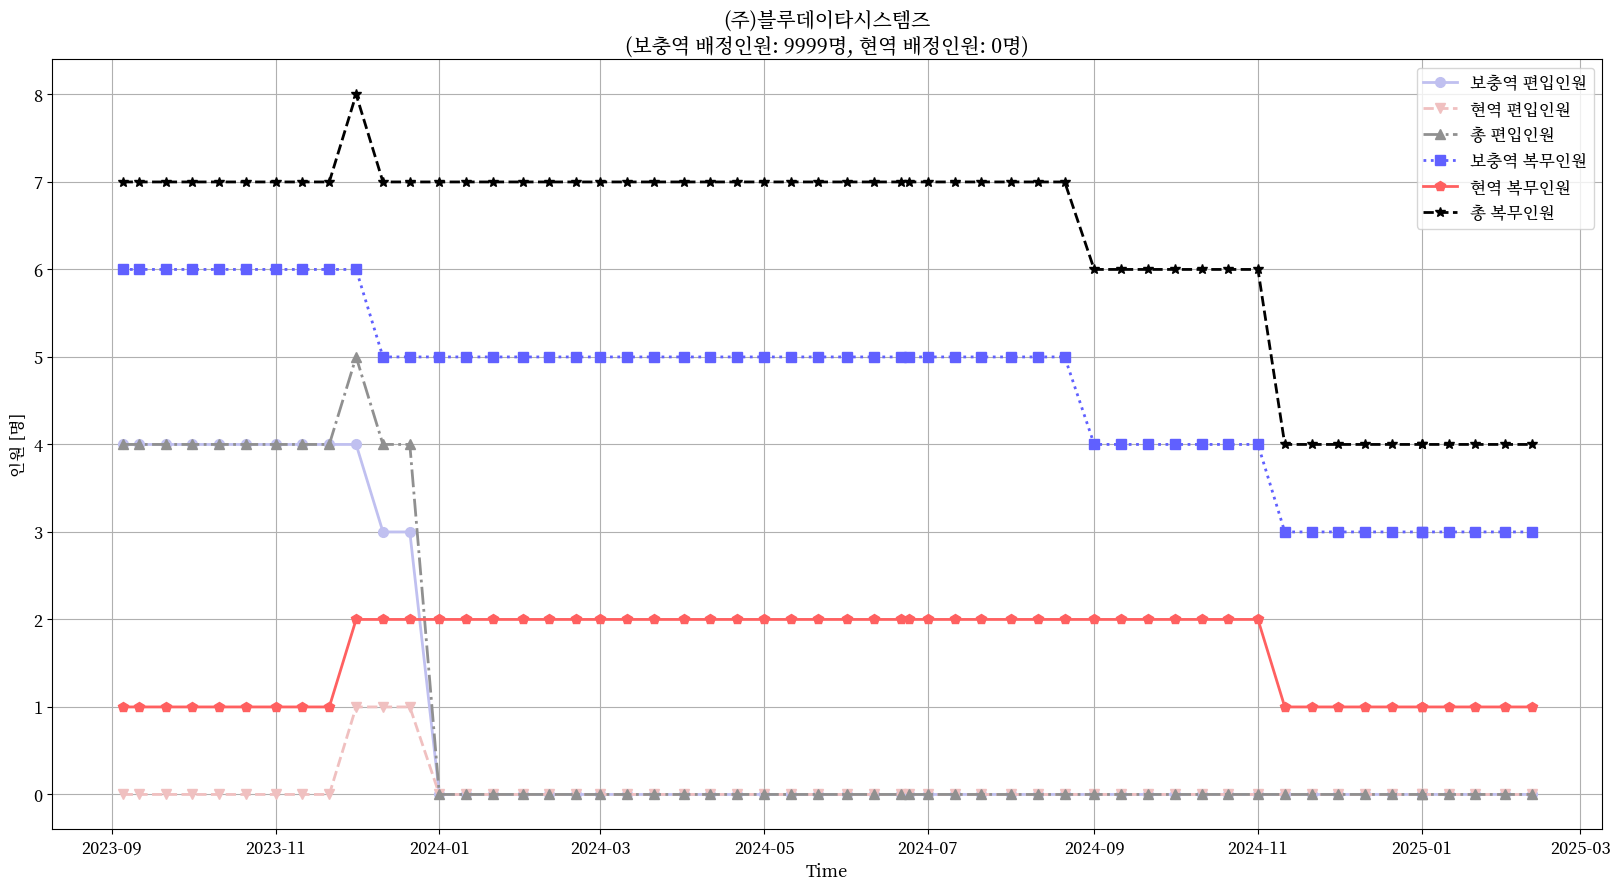 (주)블루데이타시스템즈
(보충역 배정인원: 9999명, 현역 배정인원: 0명)
보충역 편입인원
현역 편입인원
총 편입인원
보충역 복무인원
현역 복무인원
총 복무인원
인원 [명]
8
7
6
5
4
3
2
1
0
2023-09
2023-11
2024-01
2024-03
2024-05
2024-07
2024-09
2024-11
2025-01
2025-03
Time